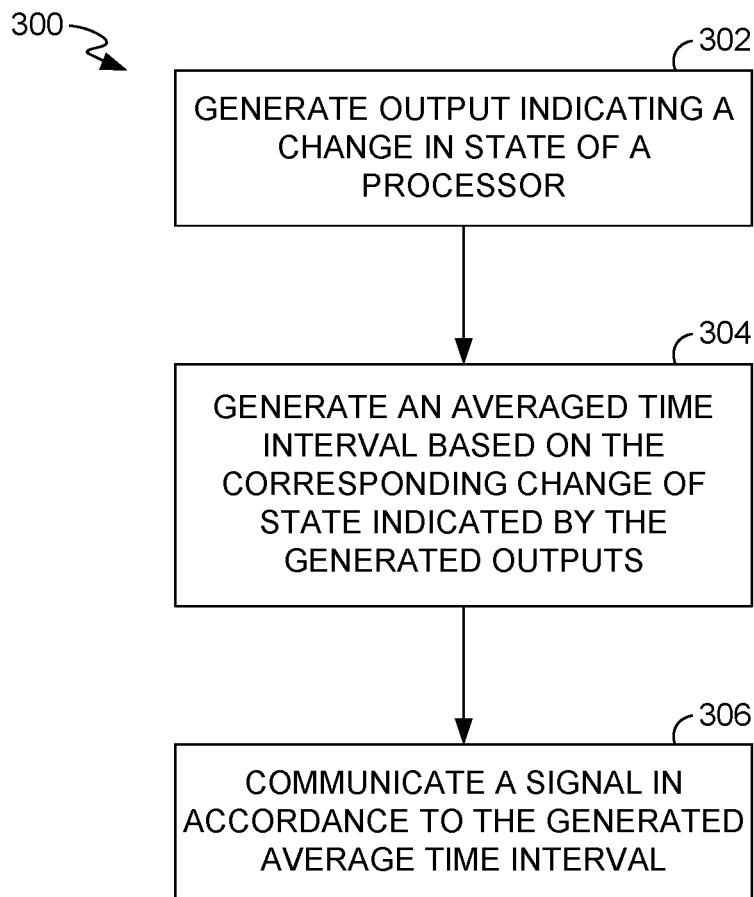 300
302
GENERATE OUTPUT INDICATING A
CHANGE IN STATE OF A
PROCESSOR
304
GENERATE AN AVERAGED TIME
INTERVAL BASED ON THE
CORRESPONDING CHANGE OF
STATE INDICATED BY THE
GENERATED OUTPUTS
306
COMMUNICATE A SIGNAL IN
ACCORDANCE TO THE GENERATED
AVERAGE TIME INTERVAL